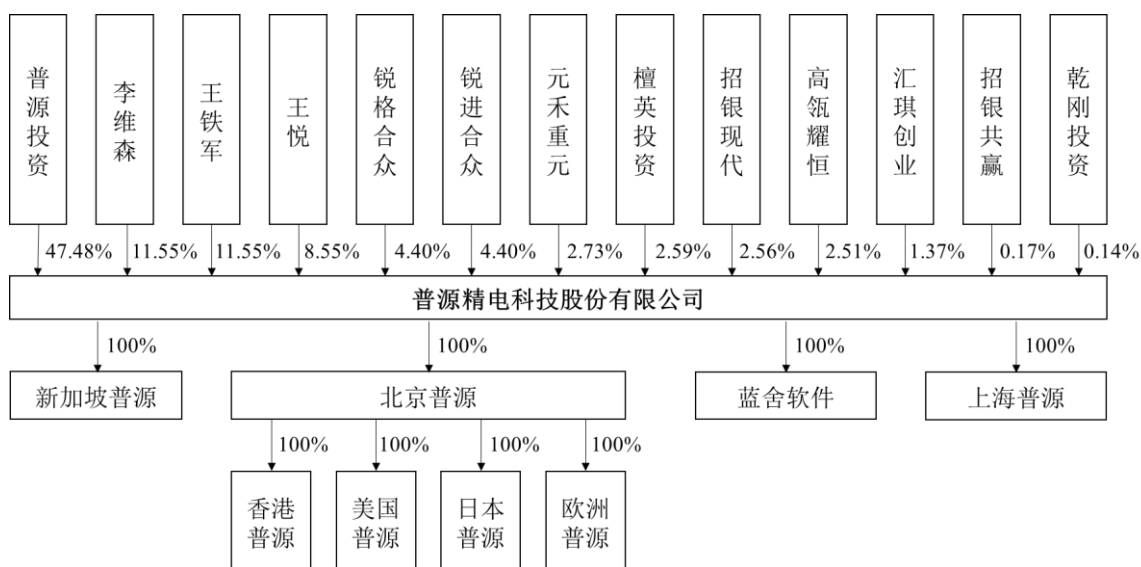 普源投资
李维森
王铁军
王悦
锐格合众
锐进合众
元禾重元
檀英投资
招银现代
高瓴耀恒
汇琪创业
招银共赢
乾刚投资
47.48%
11.55%
11.55%
8.55%
4.40%
4.40%
2.73%
2.59%
2.56%
2.51%
1.37%
0.17%
0.14%
普源精电科技股份有限公司
100%
100%
100%
100%
新加坡普源
北京普源
蓝舍软件
上海普源
100%
100%
100%
100%
香港
普源
美国
普源
日本
普源
欧洲
普源